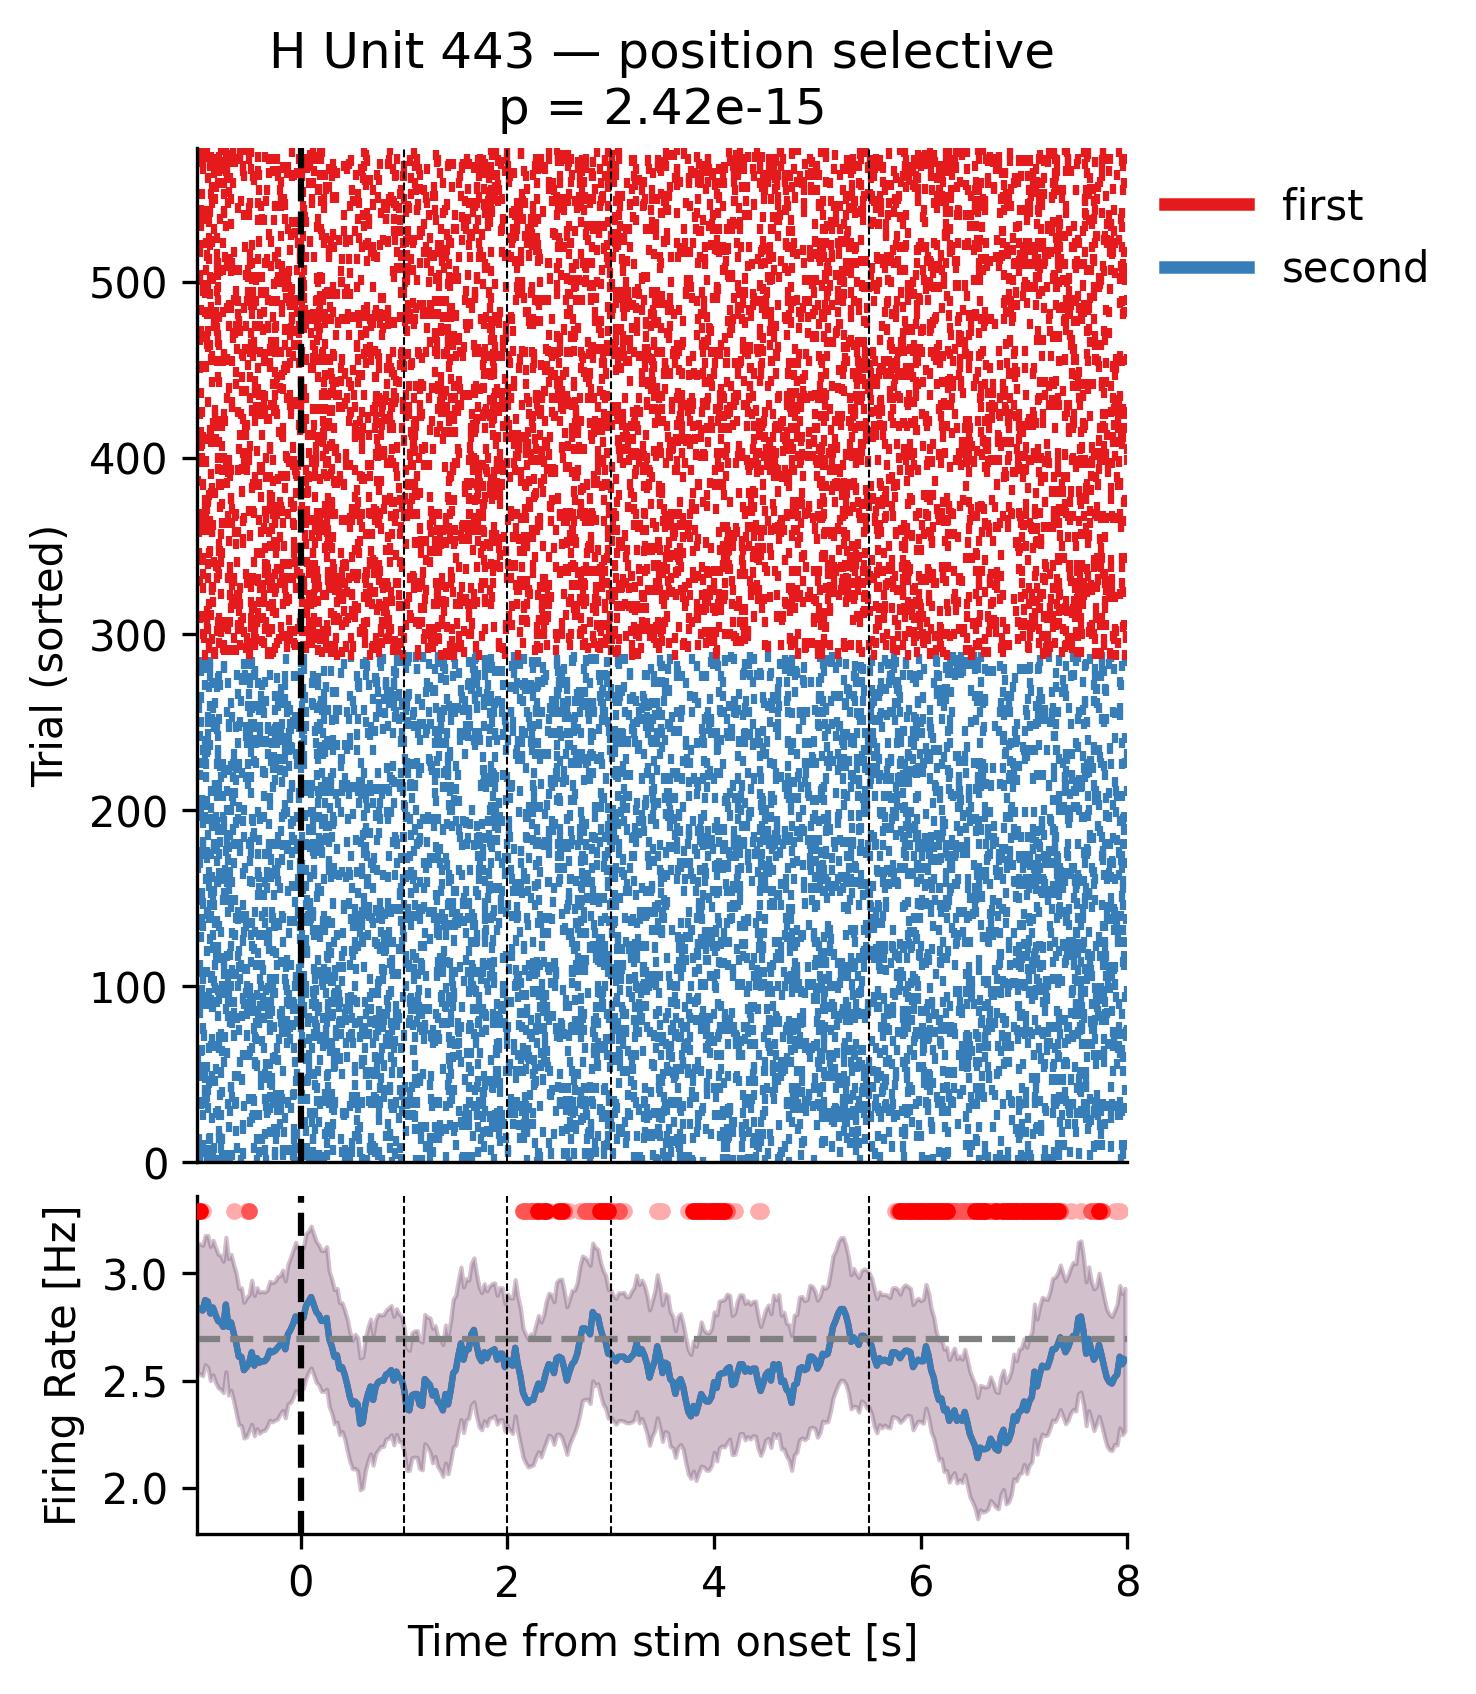 H Unit 443 — position selective
p = 2.42e-15
first
second
500
400
300
200
100
0
Trial (sorted)
3.0
2.5
2.0
Firing Rate [Hz]
0
2
4
6
8
Time from stim onset [s]